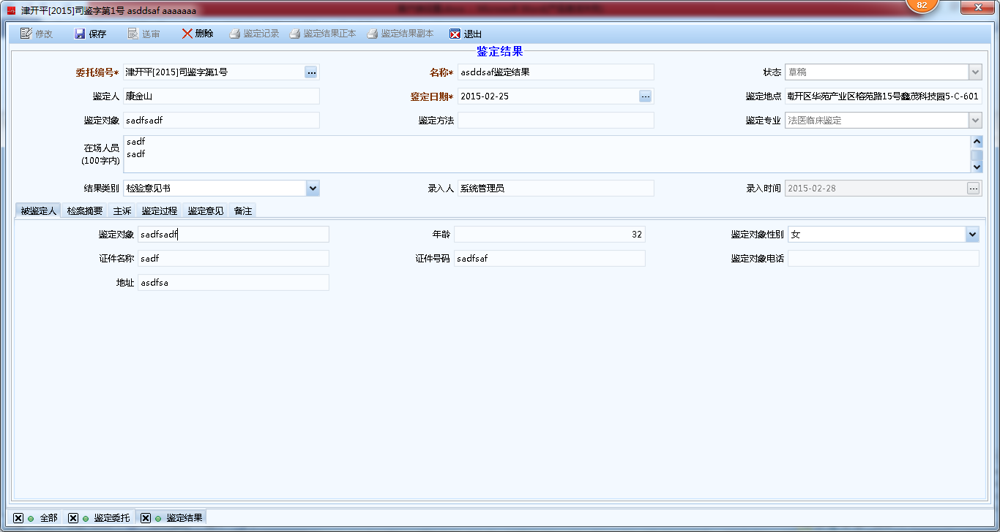 津开平[2015]司鉴字第1号 asddsaf aaaaaaa
82
修改 保存 送审 删除 鉴定记录 鉴定结果正本 鉴定结果副本 退出
鉴定结果
委托编号* 津开平[2015]司鉴字第1号 ... 名称* asddsaf鉴定结果 状态 草稿
鉴定人 康金山 鉴定日期* 2015-02-25 ... 鉴定地点 南开区华苑产业区榕苑路15号鑫茂科技园5-C-601
鉴定对象 sadfsadf 鉴定方法 鉴定专业 法医临床鉴定
在场人员 sadf
(100字内) sadf
结果类别 检验意见书 录入人 系统管理员 录入时间 2015-02-28 ...
被鉴定人 检案摘要 主诉 鉴定过程 鉴定意见 备注
鉴定对象 sadfsadf 年龄 32 鉴定对象性别 女
证件名称 sadf 证件号码 sadfsaf 鉴定对象电话
地址 asdfsa
全部 鉴定委托 鉴定结果